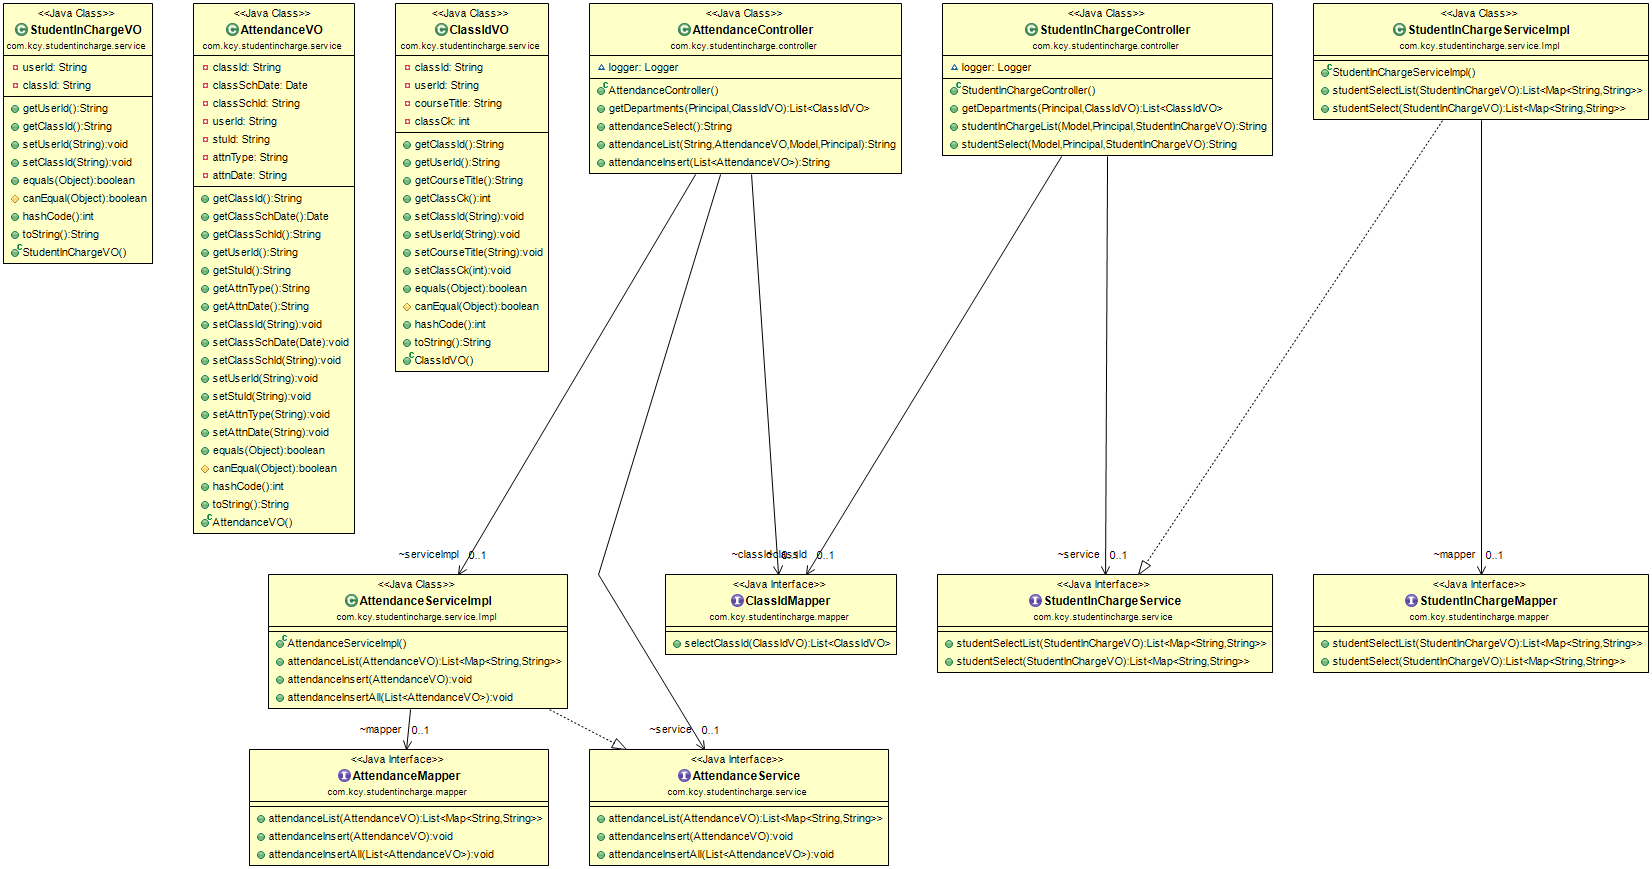 <<Java Class>>
StudentInChargeVO
com.kcy.studentincharge.service
userId: String
classId: String
getUserId():String
getClassId():String
setUserId(String):void
setClassId(String):void
equals(Object):boolean
canEqual(Object):boolean
hashCode():int
toString():String
StudentInChargeVO()
<<Java Class>>
AttendanceVO
com.kcy.studentincharge.service
classId: String
classSchDate: Date
classSchId: String
userId: String
stuId: String
attnType: String
attnDate: String
getClassId():String
getClassSchDate():Date
getClassSchId():String
getUserId():String
getStuId():String
getAttnType():String
getAttnDate():String
setClassId(String):void
setClassSchDate(Date):void
setClassSchId(String):void
setUserId(String):void
setStuId(String):void
setAttnType(String):void
setAttnDate(String):void
equals(Object):boolean
canEqual(Object):boolean
hashCode():int
toString():String
AttendanceVO()
<<Java Class>>
ClassIdVO
com.kcy.studentincharge.service
classId: String
userId: String
courseTitle: String
classCk: int
getClassId():String
getUserId():String
getCourseTitle():String
getClassCk():int
setClassId(String):void
setUserId(String):void
setCourseTitle(String):void
setClassCk(int):void
equals(Object):boolean
canEqual(Object):boolean
hashCode():int
toString():String
ClassIdVO()
<<Java Class>>
AttendanceController
com.kcy.studentincharge.controller
logger: Logger
AttendanceController()
getDepartments(Principal,ClassIdVO):List<ClassIdVO>
attendanceSelect():String
attendanceList(String,AttendanceVO,Model,Principal):String
attendanceInsert(List<AttendanceVO>):String
<<Java Class>>
StudentInChargeController
com.kcy.studentincharge.controller
logger: Logger
StudentInChargeController()
getDepartments(Principal,ClassIdVO):List<ClassIdVO>
studentInChargeList(Model,Principal,StudentInChargeVO):String
studentSelect(Model,Principal,StudentInChargeVO):String
<<Java Class>>
StudentInChargeServiceImpl
com.kcy.studentincharge.service.Impl
StudentInChargeServiceImpl()
studentSelectList(StudentInChargeVO):List<Map<String,String>>
studentSelect(StudentInChargeVO):List<Map<String,String>>
~serviceImpl 0..1
~classId 0..1
~classId 0..1
~service 0..1
~mapper 0..1
<<Java Class>>
AttendanceServiceImpl
com.kcy.studentincharge.service.Impl
AttendanceServiceImpl()
attendanceList(AttendanceVO):List<Map<String,String>>
attendanceInsert(AttendanceVO):void
attendanceInsertAll(List<AttendanceVO>):void
<<Java Interface>>
ClassIdMapper
com.kcy.studentincharge.mapper
selectClassId(ClassIdVO):List<ClassIdVO>
<<Java Interface>>
StudentInChargeService
com.kcy.studentincharge.service
studentSelectList(StudentInChargeVO):List<Map<String,String>>
studentSelect(StudentInChargeVO):List<Map<String,String>>
<<Java Interface>>
StudentInChargeMapper
com.kcy.studentincharge.mapper
studentSelectList(StudentInChargeVO):List<Map<String,String>>
studentSelect(StudentInChargeVO):List<Map<String,String>>
~mapper 0..1
~service 0..1
<<Java Interface>>
AttendanceMapper
com.kcy.studentincharge.mapper
attendanceList(AttendanceVO):List<Map<String,String>>
attendanceInsert(AttendanceVO):void
attendanceInsertAll(List<AttendanceVO>):void
<<Java Interface>>
AttendanceService
com.kcy.studentincharge.service
attendanceList(AttendanceVO):List<Map<String,String>>
attendanceInsert(AttendanceVO):void
attendanceInsertAll(List<AttendanceVO>):void